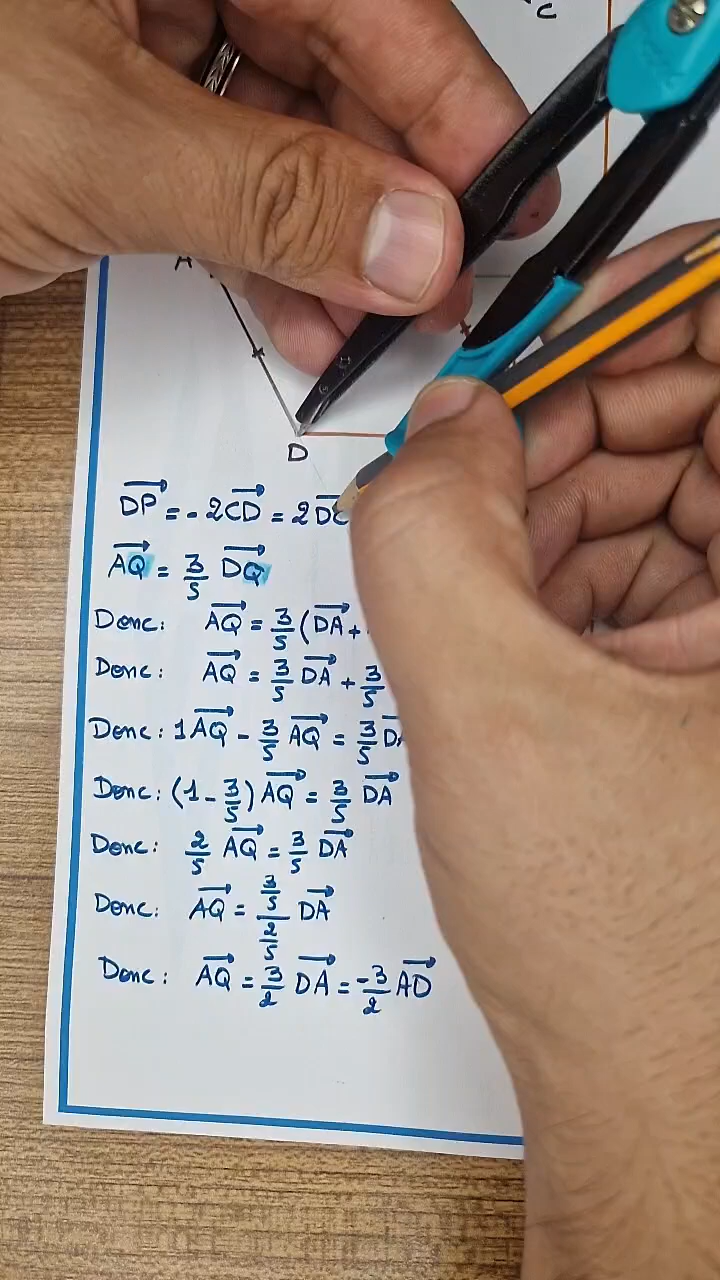 C
A
D
DP = - 2CD = 2D
AQ = 3/5 DQ
Donc: AQ = 3/5 (DA +
Donc: AQ = 3/5 DA + 3/5
Donc: 1AQ - 3/5 AQ = 3/5 D
Donc: (1 - 3/5) AQ = 3/5 DA
Donc: 2/5 AQ = 3/5 DA
Donc: AQ = 3/5 / 2/5 DA
Donc: AQ = 3/2 DA = -3/2 AD